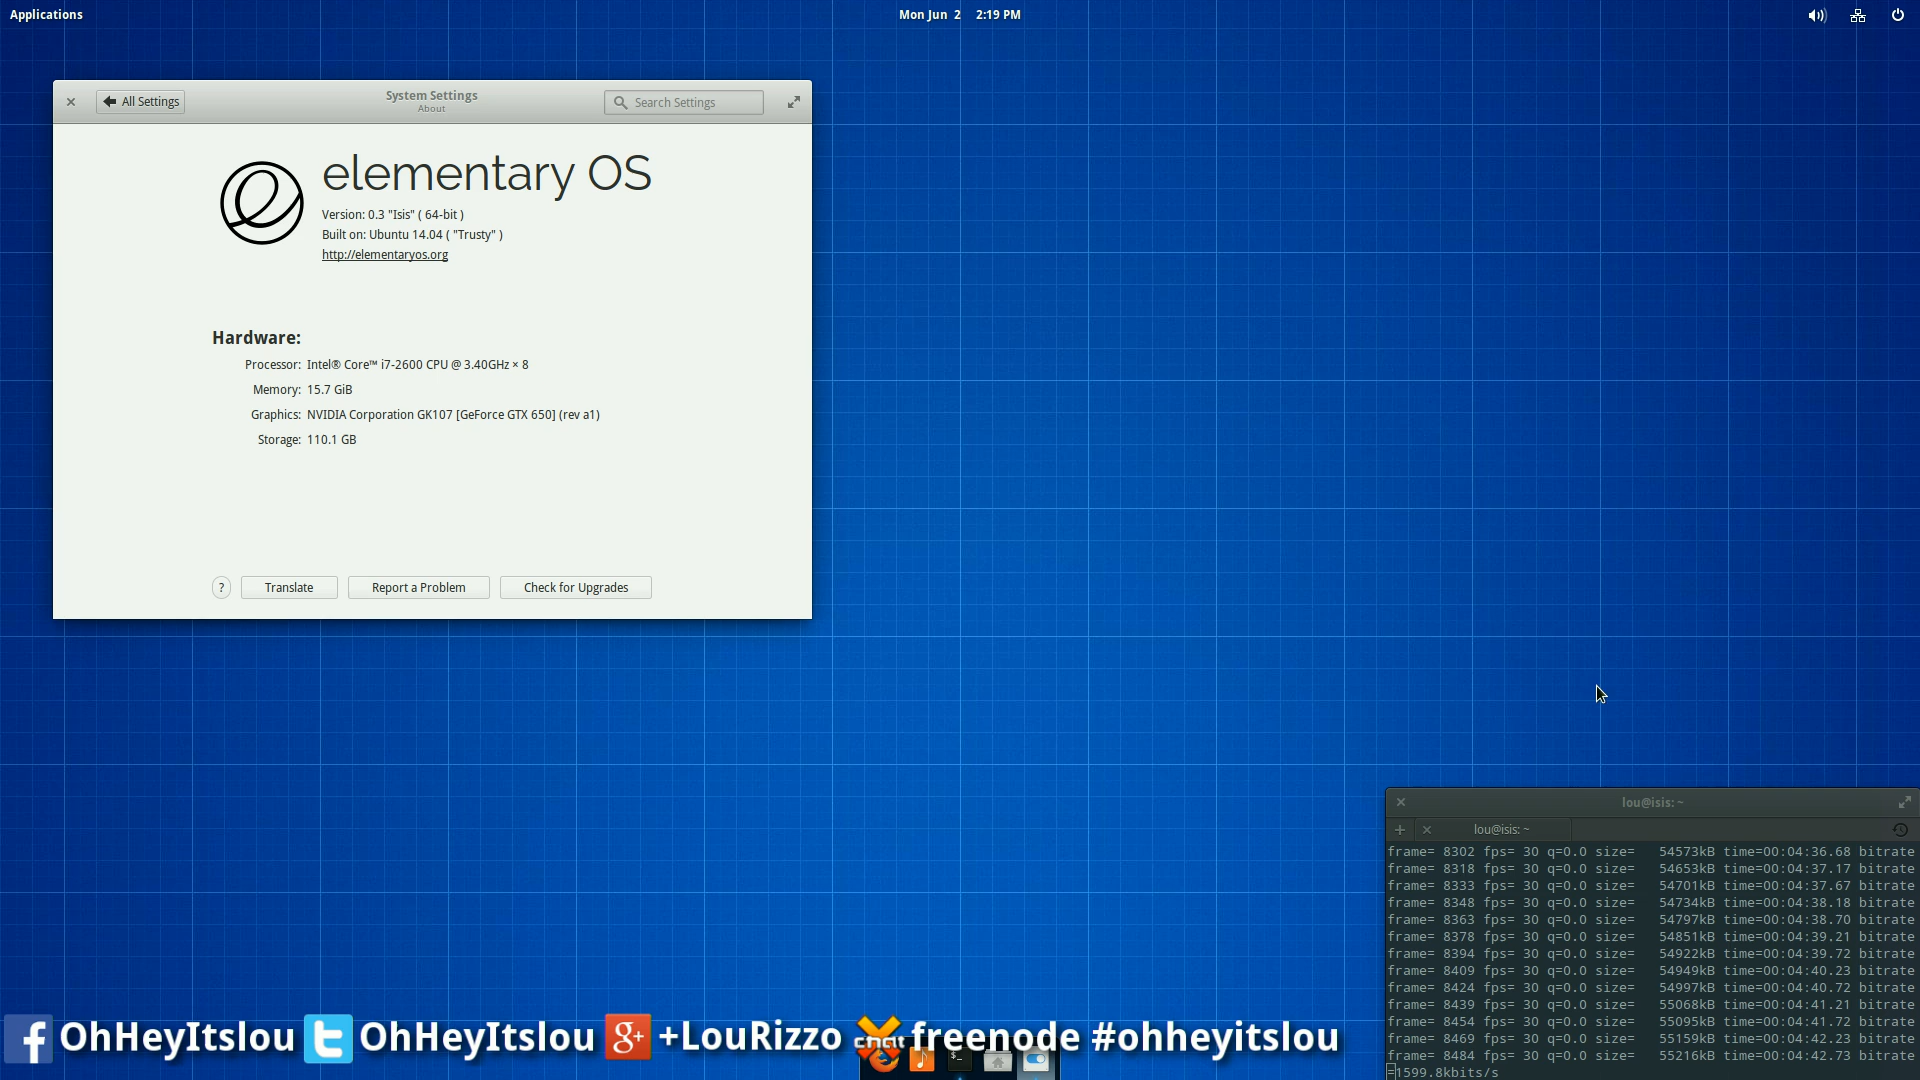 Applications
Mon Jun 2 2:19 PM
All Settings
System Settings
About
Search Settings
elementary OS
Version: 0.3 "Isis" ( 64-bit )
Built on: Ubuntu 14.04 ( "Trusty" )
http://elementaryos.org
Hardware:
Processor: Intel® Core™ i7-2600 CPU @ 3.40GHz × 8
Memory: 15.7 GiB
Graphics: NVIDIA Corporation GK107 [GeForce GTX 650] (rev a1)
Storage: 110.1 GB
? Translate Report a Problem Check for Upgrades
lou@isis: ~
lou@isis: ~
frame= 8302 fps= 30 q=0.0 size= 54573kB time=00:04:36.68 bitrate
frame= 8318 fps= 30 q=0.0 size= 54653kB time=00:04:37.17 bitrate
frame= 8333 fps= 30 q=0.0 size= 54701kB time=00:04:37.67 bitrate
frame= 8348 fps= 30 q=0.0 size= 54734kB time=00:04:38.18 bitrate
frame= 8363 fps= 30 q=0.0 size= 54797kB time=00:04:38.70 bitrate
frame= 8378 fps= 30 q=0.0 size= 54851kB time=00:04:39.21 bitrate
frame= 8394 fps= 30 q=0.0 size= 54922kB time=00:04:39.72 bitrate
frame= 8409 fps= 30 q=0.0 size= 54949kB time=00:04:40.23 bitrate
frame= 8424 fps= 30 q=0.0 size= 54997kB time=00:04:40.72 bitrate
frame= 8439 fps= 30 q=0.0 size= 55068kB time=00:04:41.21 bitrate
frame= 8454 fps= 30 q=0.0 size= 55095kB time=00:04:41.72 bitrate
frame= 8469 fps= 30 q=0.0 size= 55159kB time=00:04:42.23 bitrate
frame= 8484 fps= 30 q=0.0 size= 55216kB time=00:04:42.73 bitrate
=1599.8kbits/s
f OhHeyItslou t OhHeyItslou g+ +LouRizzo chat freenode #ohheyitslou